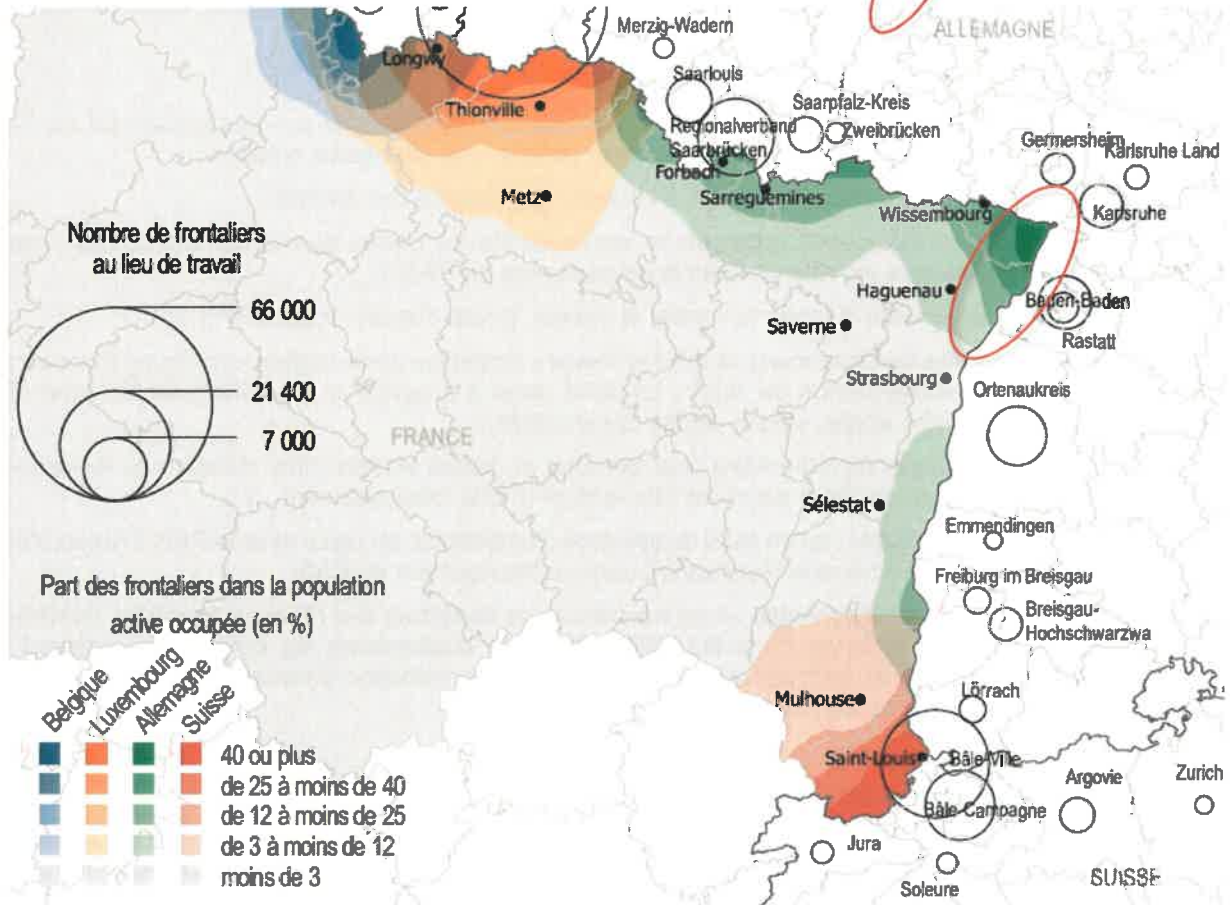 Merzig-Wadern
ALLEMAGNE
Longwy
Saarlouis
Thionville
Saarpfalz-Kreis
Regionalverband
Saarbrücken
Zweibrücken
Forbach
Germersheim
Karlsruhe Land
Metz
Sarreguemines
Wissembourg
Karlsruhe
Nombre de frontaliers
au lieu de travail
66 000
21 400
7 000
Haguenau
Baden-Baden
den
Saverne
Rastatt
Strasbourg
Ortenaukreis
FRANCE
Sélestat
Emmendingen
Freiburg im Breisgau
Breisgau-
Hochschwarzwa
Part des frontaliers dans la population
active occupée (en %)
Mulhouse
Lörrach
Belgique
Luxembourg
Allemagne
Suisse
40 ou plus
de 25 à moins de 40
de 12 à moins de 25
de 3 à moins de 12
moins de 3
Saint-Louis
Bâle-Ville
Bâle-Campagne
Argovie
Zurich
Jura
Soleure
SUISSE